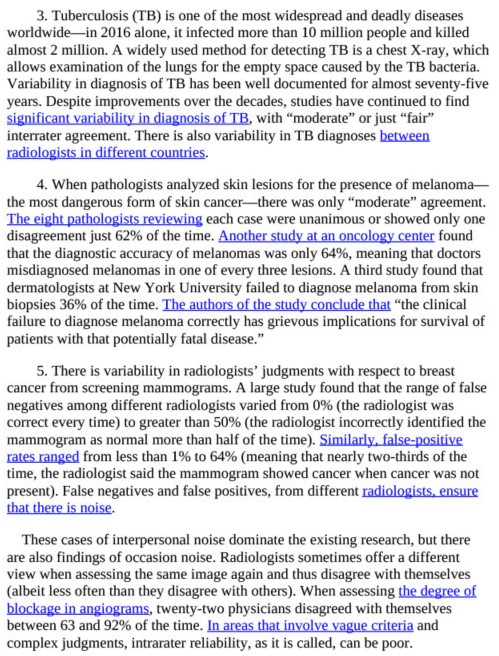 3. Tuberculosis (TB) is one of the most widespread and deadly diseases
worldwide—in 2016 alone, it infected more than 10 million people and killed
almost 2 million. A widely used method for detecting TB is a chest X-ray, which
allows examination of the lungs for the empty space caused by the TB bacteria.
Variability in diagnosis of TB has been well documented for almost seventy-five
years. Despite improvements over the decades, studies have continued to find
significant variability in diagnosis of TB, with “moderate” or just “fair”
interrater agreement. There is also variability in TB diagnoses between
radiologists in different countries.
4. When pathologists analyzed skin lesions for the presence of melanoma—
the most dangerous form of skin cancer—there was only “moderate” agreement.
The eight pathologists reviewing each case were unanimous or showed only one
disagreement just 62% of the time. Another study at an oncology center found
that the diagnostic accuracy of melanomas was only 64%, meaning that doctors
misdiagnosed melanomas in one of every three lesions. A third study found that
dermatologists at New York University failed to diagnose melanoma from skin
biopsies 36% of the time. The authors of the study conclude that “the clinical
failure to diagnose melanoma correctly has grievous implications for survival of
patients with that potentially fatal disease.”
5. There is variability in radiologists’ judgments with respect to breast
cancer from screening mammograms. A large study found that the range of false
negatives among different radiologists varied from 0% (the radiologist was
correct every time) to greater than 50% (the radiologist incorrectly identified the
mammogram as normal more than half of the time). Similarly, false-positive
rates ranged from less than 1% to 64% (meaning that nearly two-thirds of the
time, the radiologist said the mammogram showed cancer when cancer was not
present). False negatives and false positives, from different radiologists, ensure
that there is noise.
These cases of interpersonal noise dominate the existing research, but there
are also findings of occasion noise. Radiologists sometimes offer a different
view when assessing the same image again and thus disagree with themselves
(albeit less often than they disagree with others). When assessing the degree of
blockage in angiograms, twenty-two physicians disagreed with themselves
between 63 and 92% of the time. In areas that involve vague criteria and
complex judgments, intrarater reliability, as it is called, can be poor.